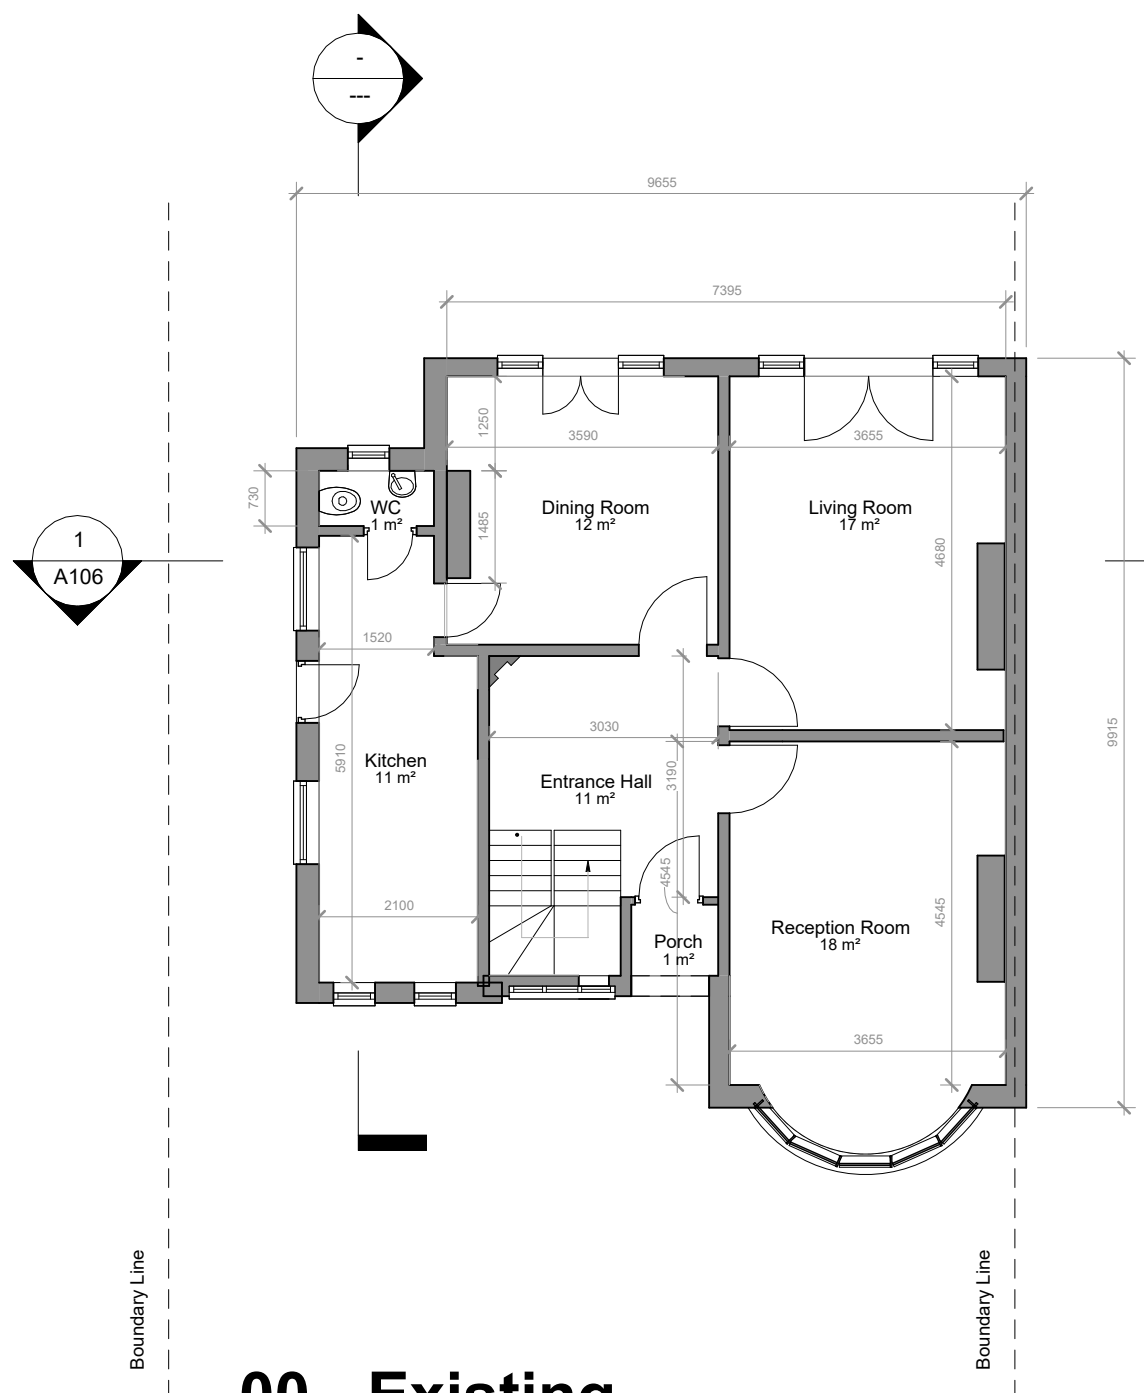 -
---
9655
7395
1250
3590
3655
730
WC
1 m²
1485
Dining Room
12 m²
Living Room
17 m²
4680
1
A106
1520
3030
5910
Kitchen
11 m²
Entrance Hall
11 m²
3190
9915
4545
2100
Porch
1 m²
Reception Room
18 m²
4545
3655
Boundary Line
Boundary Line
00 Existing